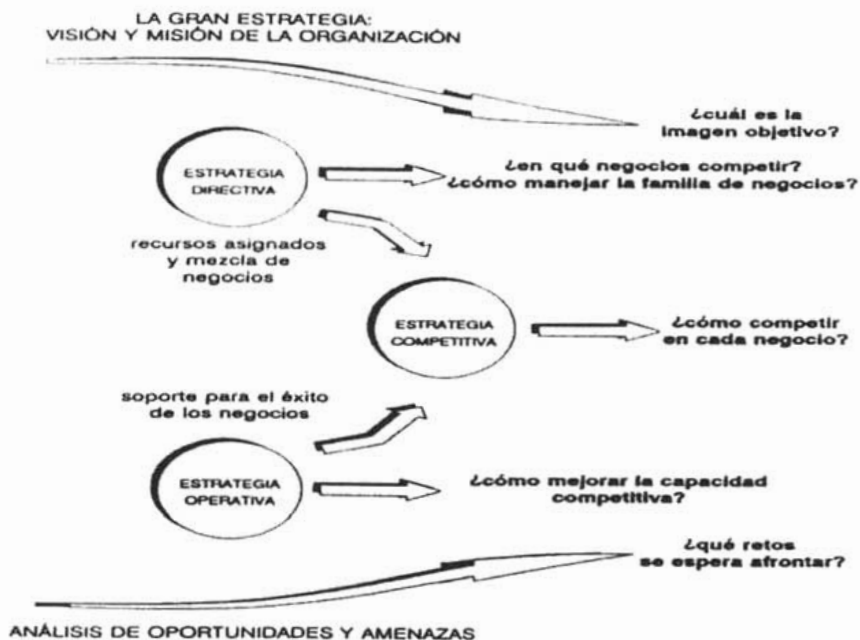 LA GRAN ESTRATEGIA:
VISIÓN Y MISIÓN DE LA ORGANIZACIÓN
¿cuál es la
imagen objetivo?
ESTRATEGIA
DIRECTIVA
¿en qué negocios competir?
¿cómo manejar la familia de negocios?
recursos asignados
y mezcla de
negocios
ESTRATEGIA
COMPETITIVA
¿cómo competir
en cada negocio?
soporte para el éxito
de los negocios
ESTRATEGIA
OPERATIVA
¿cómo mejorar la capacidad
competitiva?
¿qué retos
se espera afrontar?
ANÁLISIS DE OPORTUNIDADES Y AMENAZAS